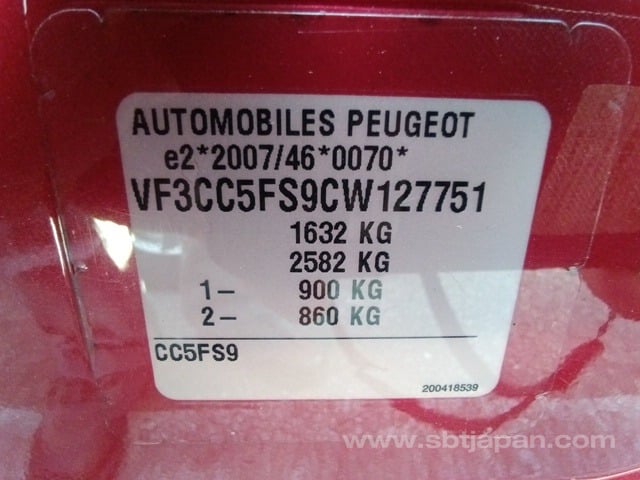 AUTOMOBILES PEUGEOT
e2*2007/46*0070*
VF3CC5FS9CW127751
1632 KG
2582 KG
1– 900 KG
2– 860 KG
CC5FS9
200418539
www.sbtjapan.com